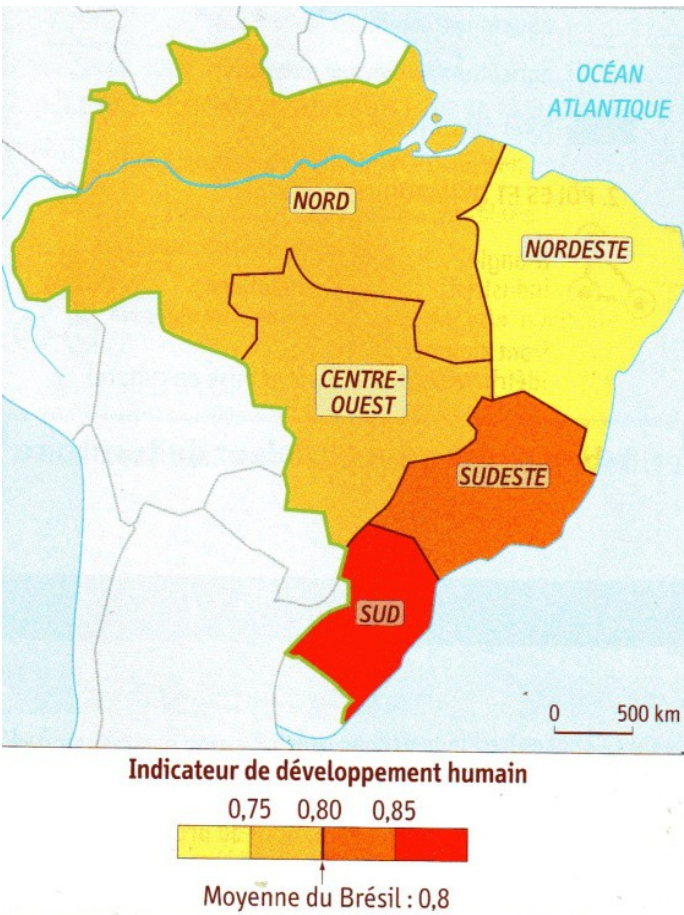 OCÉAN
ATLANTIQUE
NORD
NORDESTE
CENTRE-
OUEST
SUDESTE
SUD
0 500 km
Indicateur de développement humain
0,75 0,80 0,85
Moyenne du Brésil : 0,8